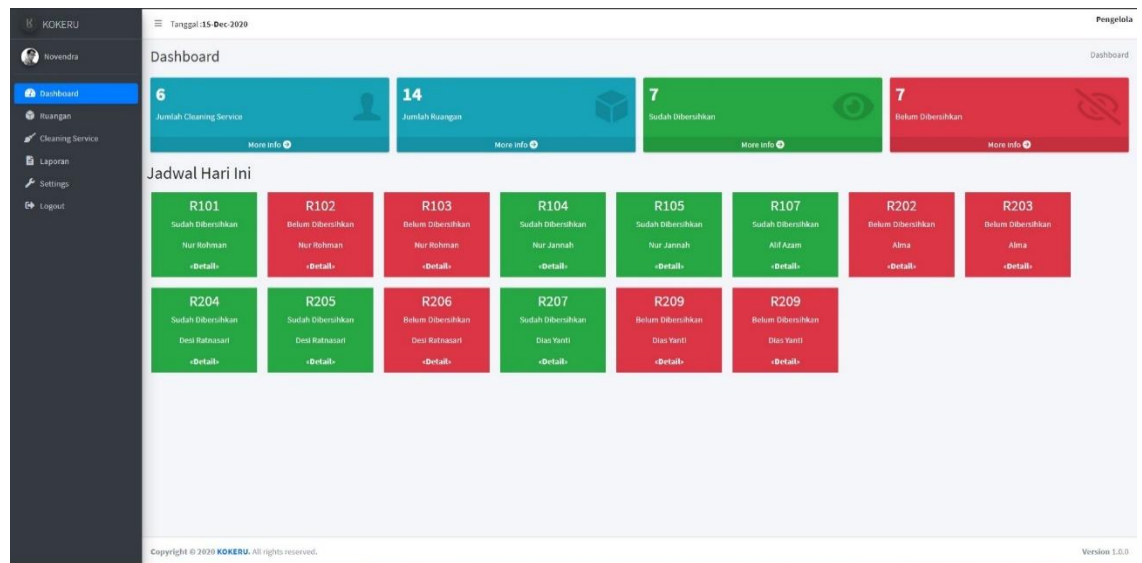 KOKERU
Tanggal :15-Dec-2020
Pengelola
Novendra
Dashboard
Ruangan
Cleaning Service
Laporan
Settings
Logout
Dashboard
Dashboard
6
Jumlah Cleaning Service
More info
14
Jumlah Ruangan
More info
7
Sudah Dibersihkan
More info
7
Belum Dibersihkan
More info
Jadwal Hari Ini
R101
Sudah Dibersihkan
Nur Rohman
«Detail»
R102
Belum Dibersihkan
Nur Rohman
«Detail»
R103
Belum Dibersihkan
Nur Rohman
«Detail»
R104
Sudah Dibersihkan
Nur Jannah
«Detail»
R105
Sudah Dibersihkan
Nur Jannah
«Detail»
R107
Sudah Dibersihkan
Alif Azam
«Detail»
R202
Belum Dibersihkan
Alma
«Detail»
R203
Belum Dibersihkan
Alma
«Detail»
R204
Sudah Dibersihkan
Desi Ratnasari
«Detail»
R205
Sudah Dibersihkan
Desi Ratnasari
«Detail»
R206
Belum Dibersihkan
Desi Ratnasari
«Detail»
R207
Sudah Dibersihkan
Dias Yanti
«Detail»
R209
Belum Dibersihkan
Dias Yanti
«Detail»
R209
Belum Dibersihkan
Dias Yanti
«Detail»
Copyright © 2020 KOKERU. All rights reserved.
Version 1.0.0